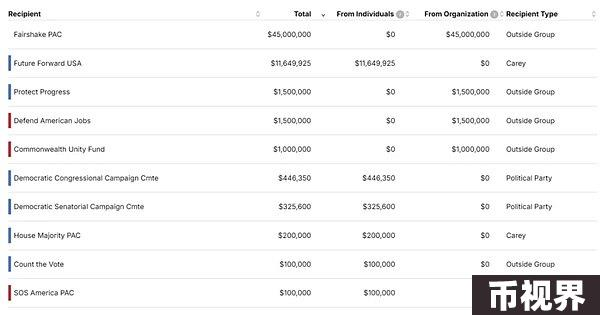 Recipient Total From Individuals From Organization Recipient Type
Fairshake PAC $45,000,000 $0 $45,000,000 Outside Group
Future Forward USA $11,649,925 $11,649,925 $0 Carey
Protect Progress $1,500,000 $0 $1,500,000 Outside Group
Defend American Jobs $1,500,000 $0 $1,500,000 Outside Group
Commonwealth Unity Fund $1,000,000 $0 $1,000,000 Outside Group
Democratic Congressional Campaign Cmte $446,350 $446,350 $0 Political Party
Democratic Senatorial Campaign Cmte $325,600 $325,600 $0 Political Party
House Majority PAC $200,000 $200,000 $0 Carey
Count the Vote $100,000 $100,000 $0 Outside Group
SOS America PAC $100,000 $100,000
币视界